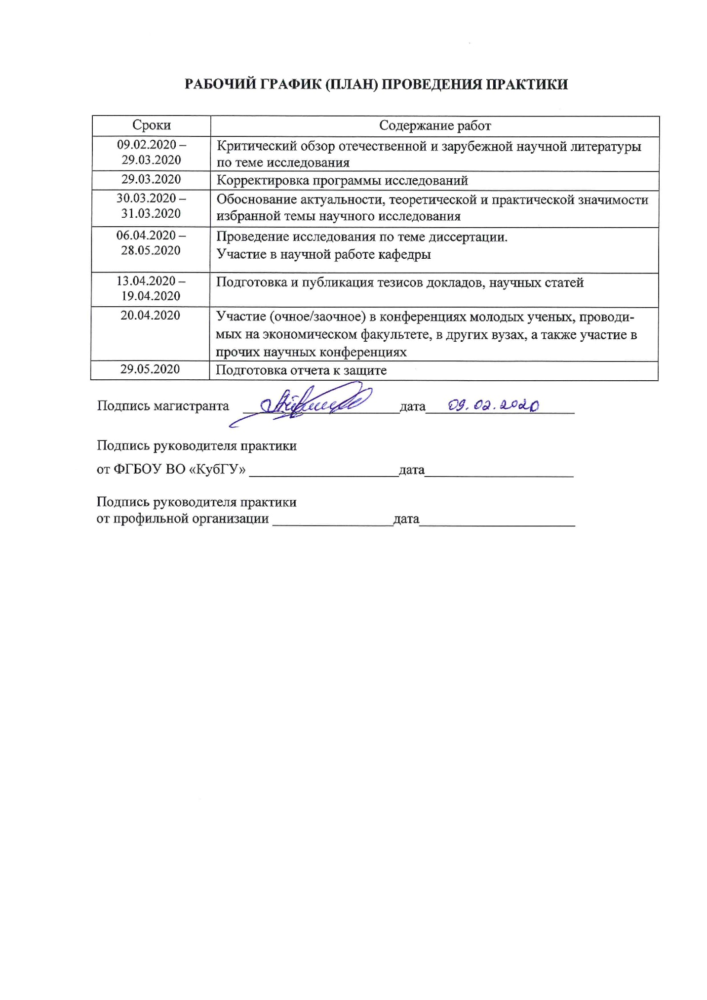 РАБОЧИЙ ГРАФИК (ПЛАН) ПРОВЕДЕНИЯ ПРАКТИКИ
Сроки Содержание работ
09.02.2020 –
29.03.2020
Критический обзор отечественной и зарубежной научной литературы
по теме исследования
29.03.2020 Корректировка программы исследований
30.03.2020 –
31.03.2020
Обоснование актуальности, теоретической и практической значимости
избранной темы научного исследования
06.04.2020 –
28.05.2020
Проведение исследования по теме диссертации.
Участие в научной работе кафедры
13.04.2020 –
19.04.2020
Подготовка и публикация тезисов докладов, научных статей
20.04.2020
Участие (очное/заочное) в конференциях молодых ученых, проводи-
мых на экономическом факультете, в других вузах, а также участие в
прочих научных конференциях
29.05.2020 Подготовка отчета к защите
Подпись магистранта дата 09.02.2020
Подпись руководителя практики
от ФГБОУ ВО «КубГУ» дата
Подпись руководителя практики
от профильной организации дата